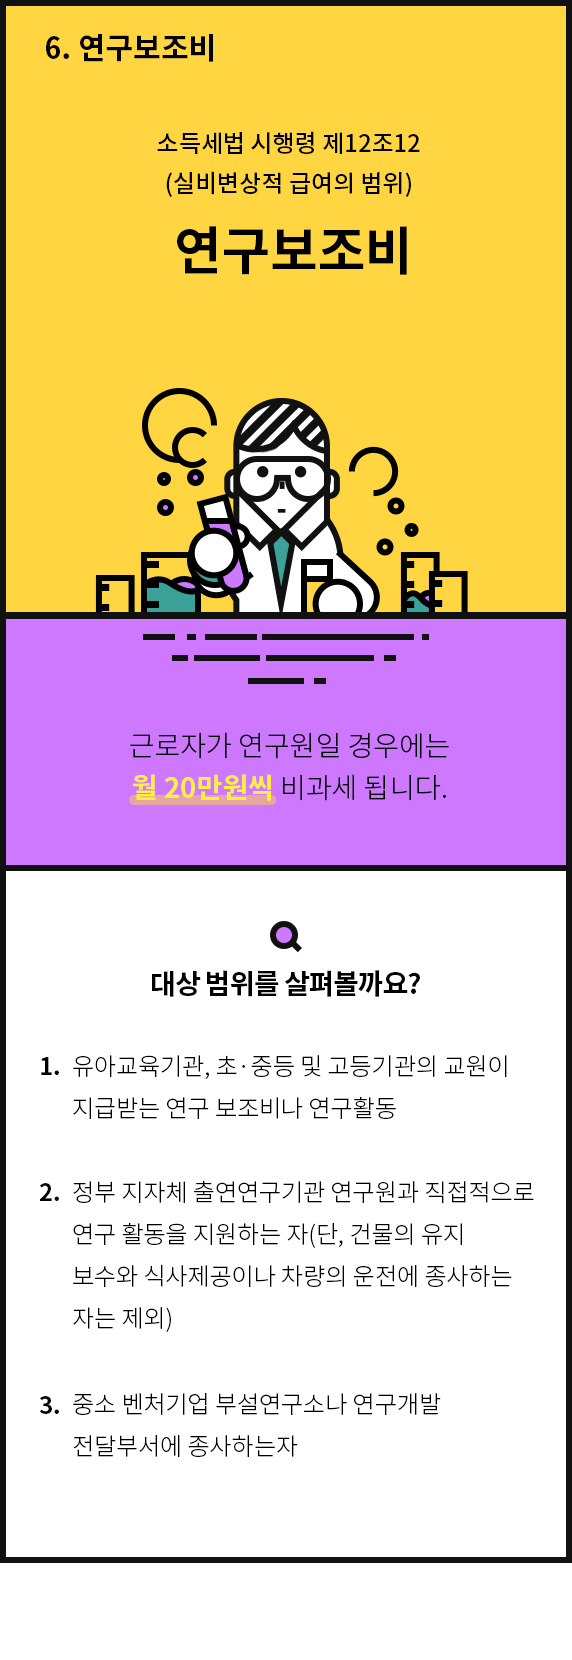 6. 연구보조비
소득세법 시행령 제12조12
(실비변상적 급여의 범위)
연구보조비
근로자가 연구원일 경우에는
월 20만원씩 비과세 됩니다.
대상 범위를 살펴볼까요?
1. 유아교육기관, 초·중등 및 고등기관의 교원이
지급받는 연구 보조비나 연구활동
2. 정부 지자체 출연연구기관 연구원과 직접적으로
연구 활동을 지원하는 자(단, 건물의 유지
보수와 식사제공이나 차량의 운전에 종사하는
자는 제외)
3. 중소 벤처기업 부설연구소나 연구개발
전달부서에 종사하는자